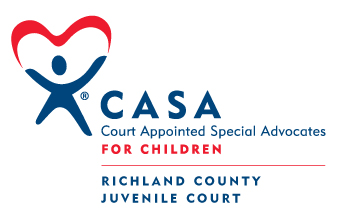 ® CASA
Court Appointed Special Advocates
FOR CHILDREN
RICHLAND COUNTY
JUVENILE COURT